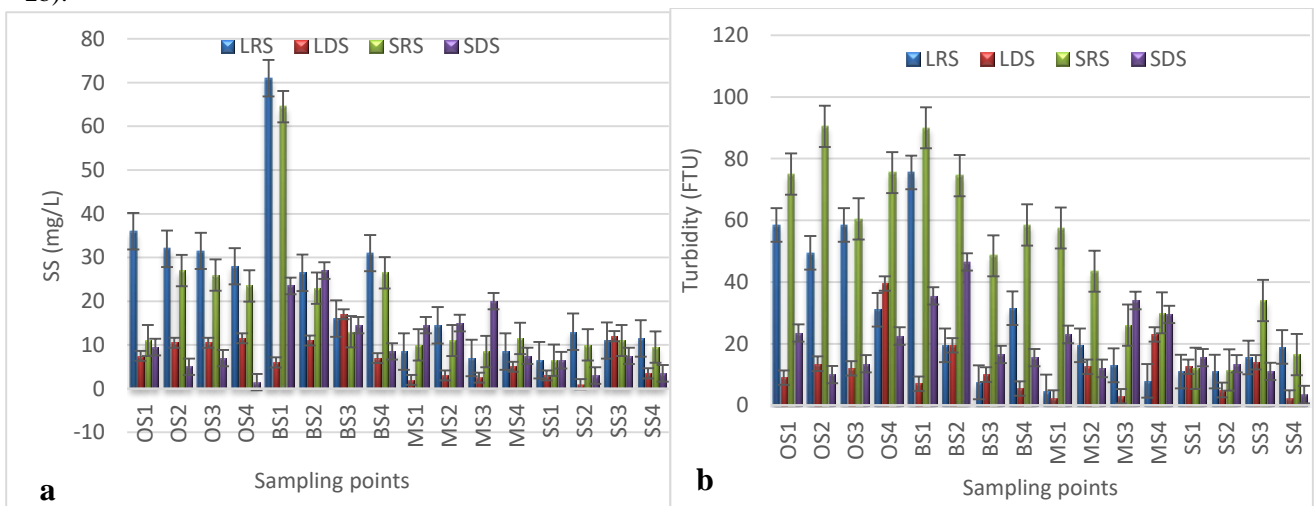 28).
80
70
60
50
40
30
20
10
0
-10
SS (mg/L)
LRS LDS SRS SDS
OS1 OS2 OS3 OS4 BS1 BS2 BS3 BS4 MS1 MS2 MS3 MS4 SS1 SS2 SS3 SS4
Sampling points
a
120
100
80
60
40
20
0
Turbidity (FTU)
LRS LDS SRS SDS
OS1 OS2 OS3 OS4 BS1 BS2 BS3 BS4 MS1 MS2 MS3 MS4 SS1 SS2 SS3 SS4
Sampling points
b